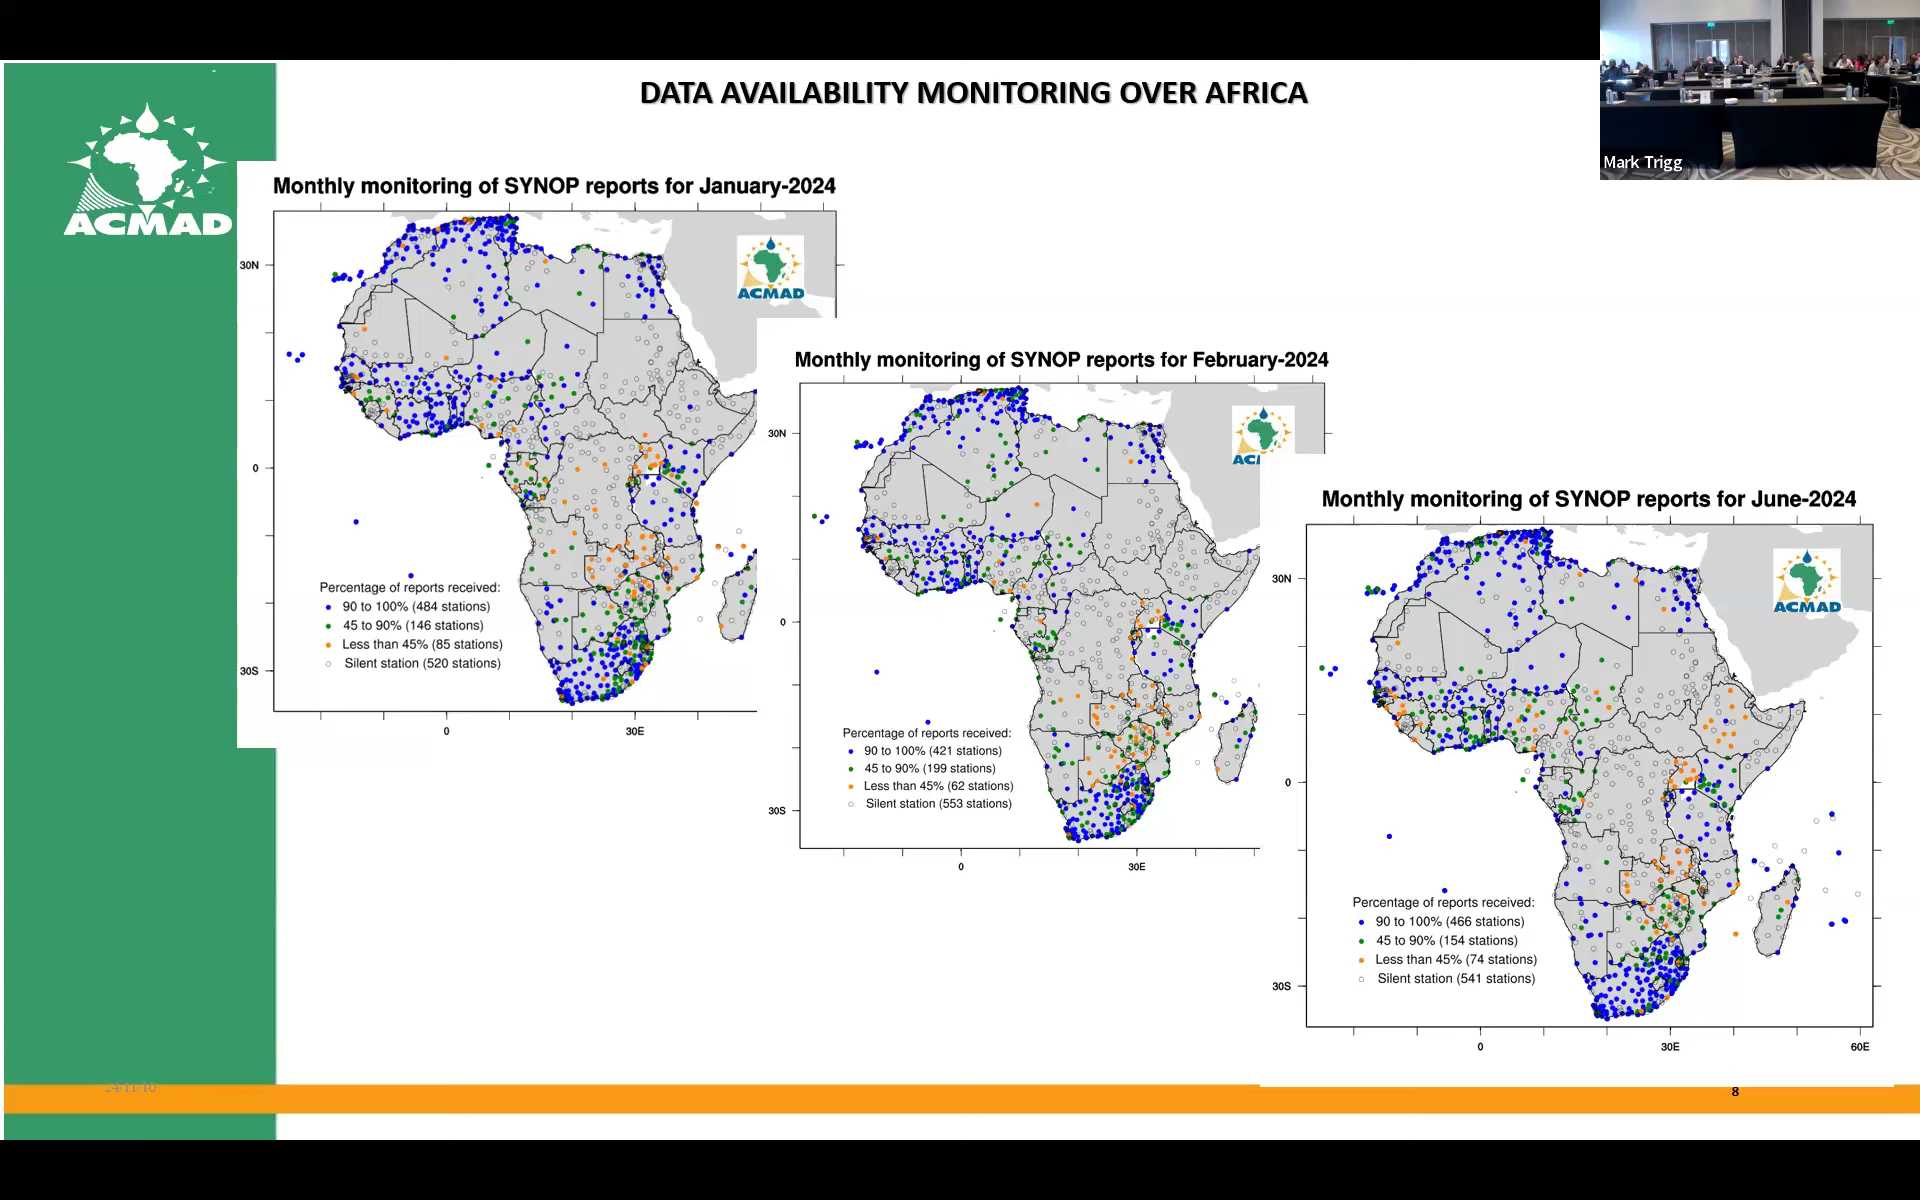 DATA AVAILABILITY MONITORING OVER AFRICA
Mark Trigg
ACMAD
Monthly monitoring of SYNOP reports for January-2024
30N
0
30S
0
30E
ACMAD
Percentage of reports received:
90 to 100% (484 stations)
45 to 90% (146 stations)
Less than 45% (85 stations)
Silent station (520 stations)
Monthly monitoring of SYNOP reports for February-2024
30N
0
30S
0
30E
ACI
Percentage of reports received:
90 to 100% (421 stations)
45 to 90% (199 stations)
Less than 45% (62 stations)
Silent station (553 stations)
Monthly monitoring of SYNOP reports for June-2024
30N
0
30S
0
30E
60E
ACMAD
Percentage of reports received:
90 to 100% (466 stations)
45 to 90% (154 stations)
Less than 45% (74 stations)
Silent station (541 stations)
8